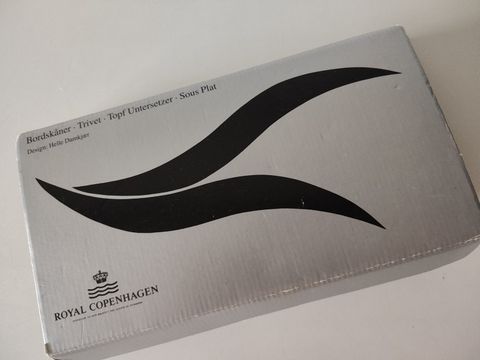 Bordskåner · Trivet · Topf Untersetzer · Sous Plat
Design: Helle Damkjær
ROYAL COPENHAGEN